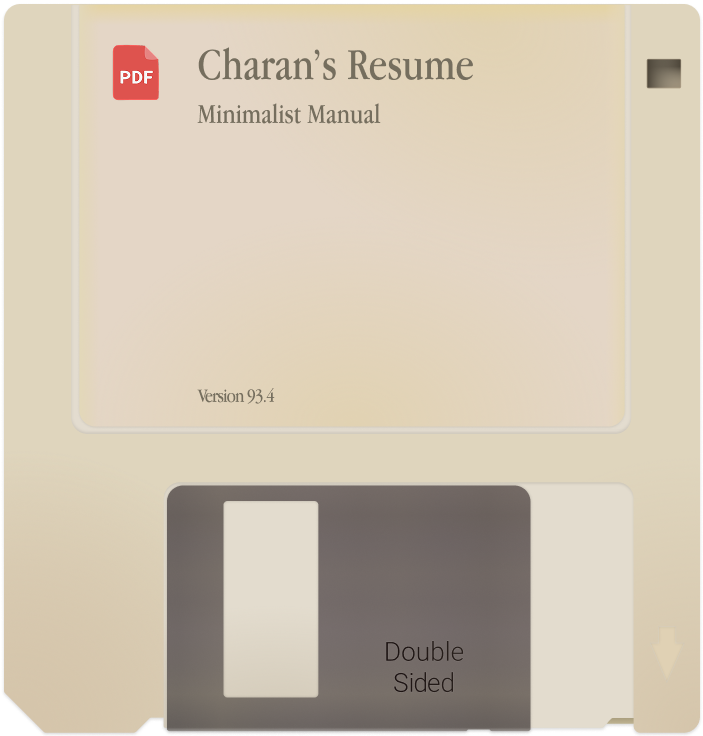 PDF
Charan’s Resume
Minimalist Manual
Version 93.4
Double
Sided